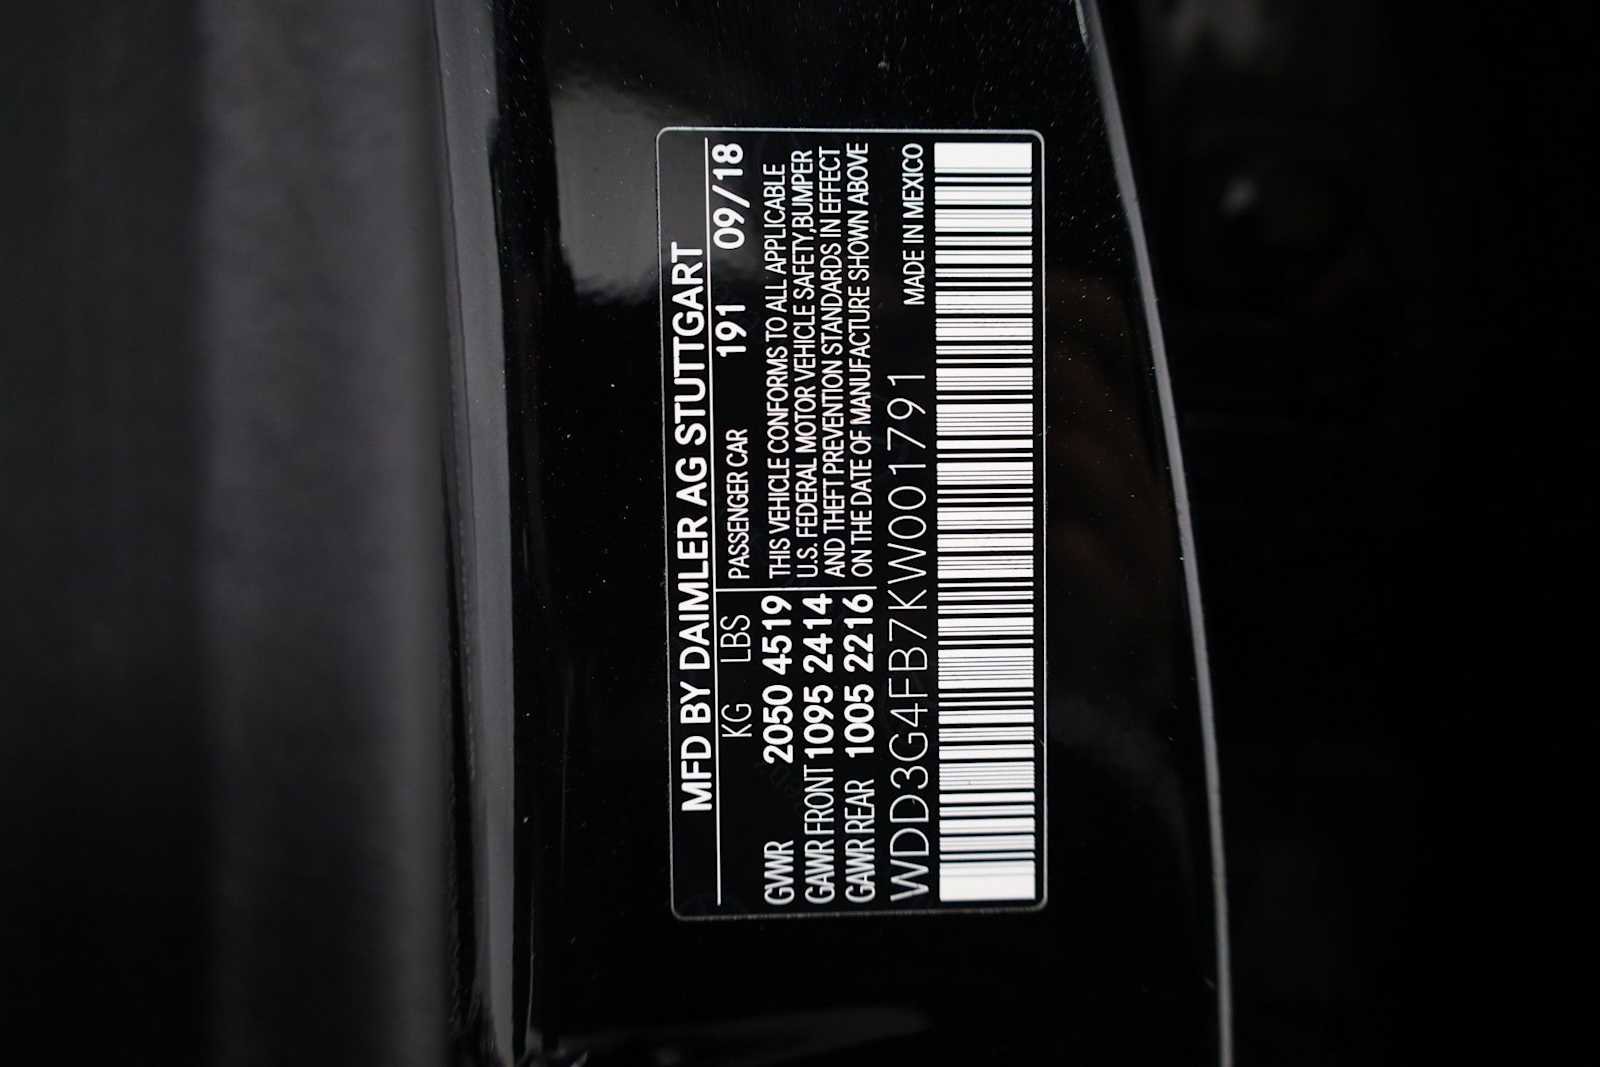 MFD BY DAIMLER AG STUTTGART
KG LBS PASSENGER CAR 191 09/18
GVWR 2050 4519 THIS VEHICLE CONFORMS TO ALL APPLICABLE
U.S. FEDERAL MOTOR VEHICLE SAFETY,BUMPER
GAWR FRONT 1095 2414 AND THEFT PREVENTION STANDARDS IN EFFECT
GAWR REAR 1005 2216 ON THE DATE OF MANUFACTURE SHOWN ABOVE
WDD3G4FB7KW001791 MADE IN MEXICO